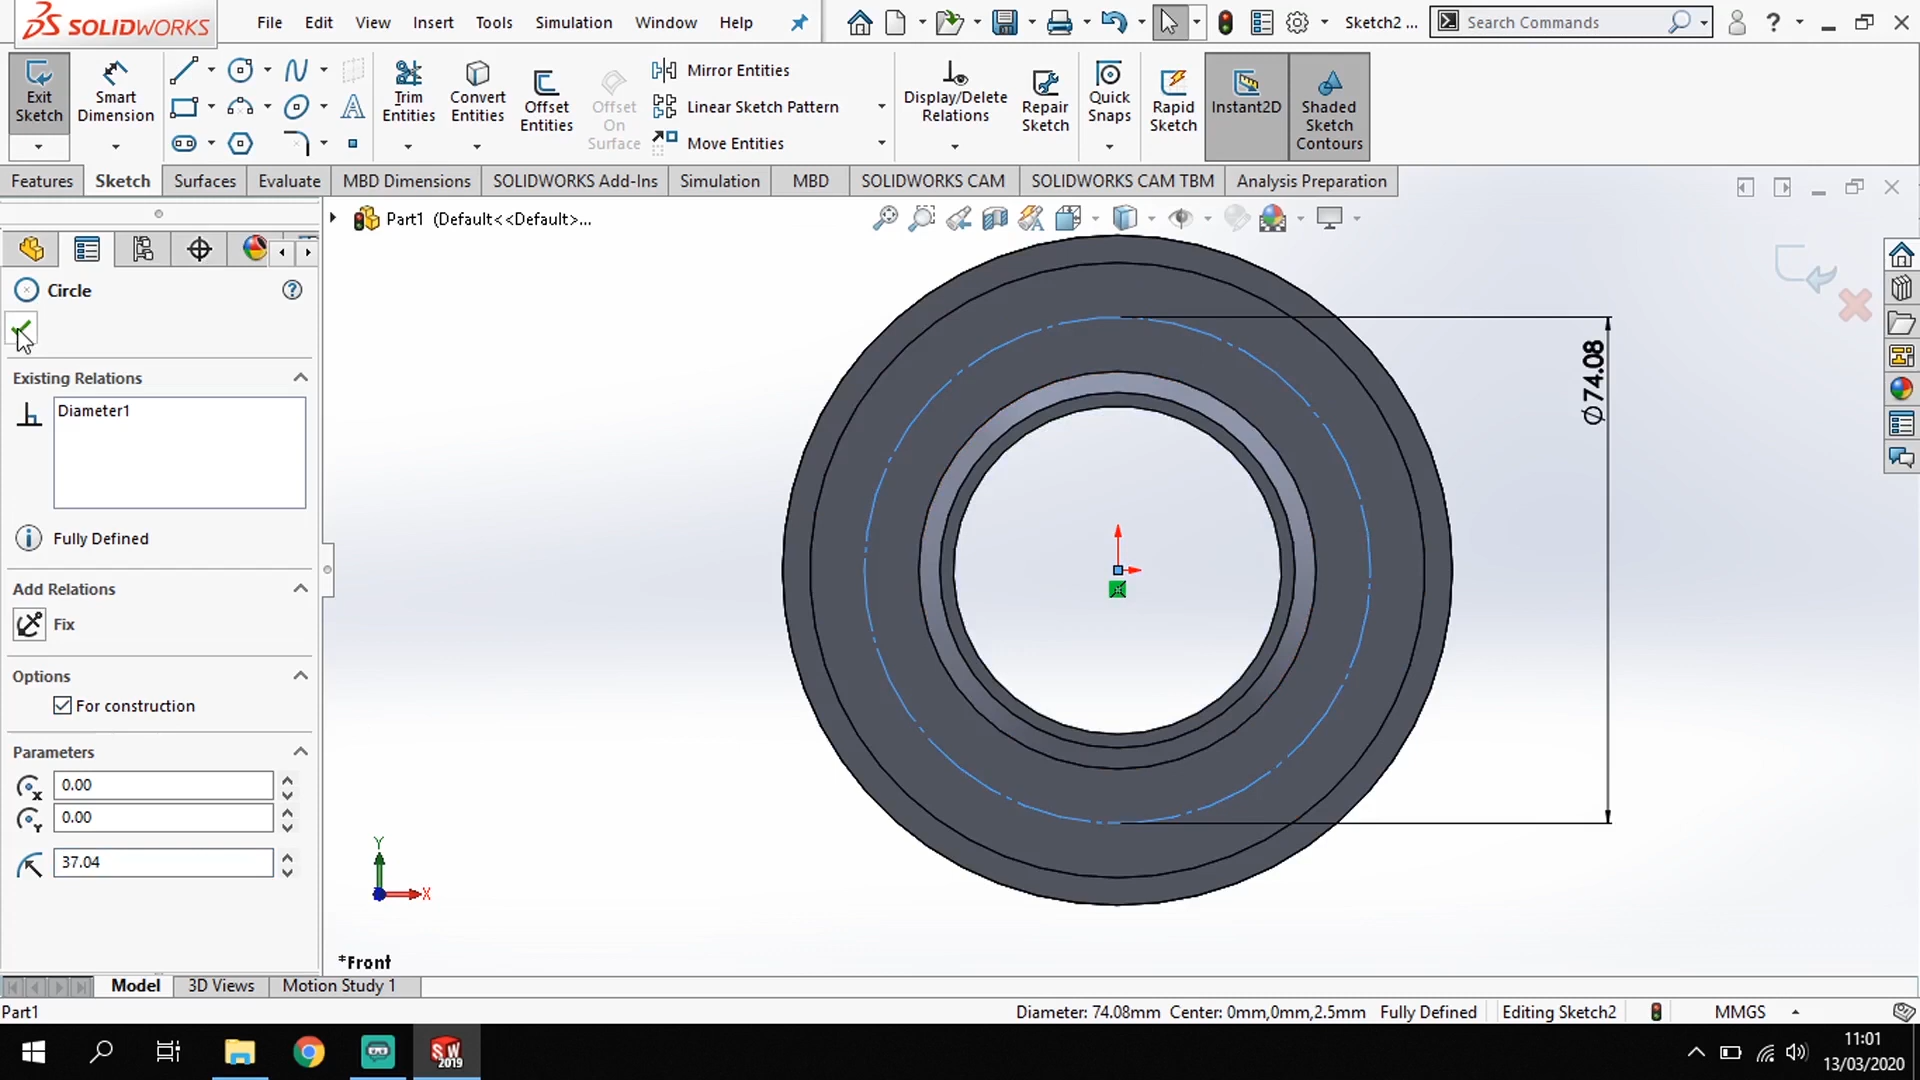 SOLIDWORKS
File Edit View Insert Tools Simulation Window Help
Sketch2 ...
Search Commands
Exit Sketch
Smart Dimension
Trim Entities
Convert Entities
Offset Entities
Offset On Surface
Mirror Entities
Linear Sketch Pattern
Move Entities
Display/Delete Relations
Repair Sketch
Quick Snaps
Rapid Sketch
Instant2D
Shaded Sketch Contours
Features Sketch Surfaces Evaluate MBD Dimensions SOLIDWORKS Add-Ins Simulation MBD SOLIDWORKS CAM SOLIDWORKS CAM TBM Analysis Preparation
Part1 (Default<<Default>...
Circle
Existing Relations
Diameter1
Fully Defined
Add Relations
Fix
Options
For construction
Parameters
0.00
0.00
37.04
∅74.08
Y
X
*Front
Model 3D Views Motion Study 1
Part1
Diameter: 74.08mm Center: 0mm,0mm,2.5mm Fully Defined Editing Sketch2 MMGS
SW 2019
11:01
13/03/2020